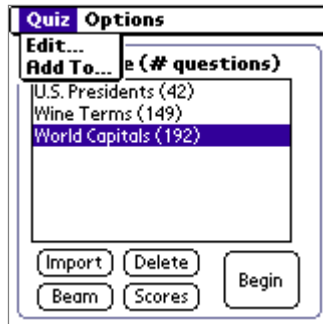 Quiz Options
Edit...
Add To...
e (# questions)
U.S. Presidents (42)
Wine Terms (149)
World Capitals (192)
Import Delete
Begin
Beam Scores